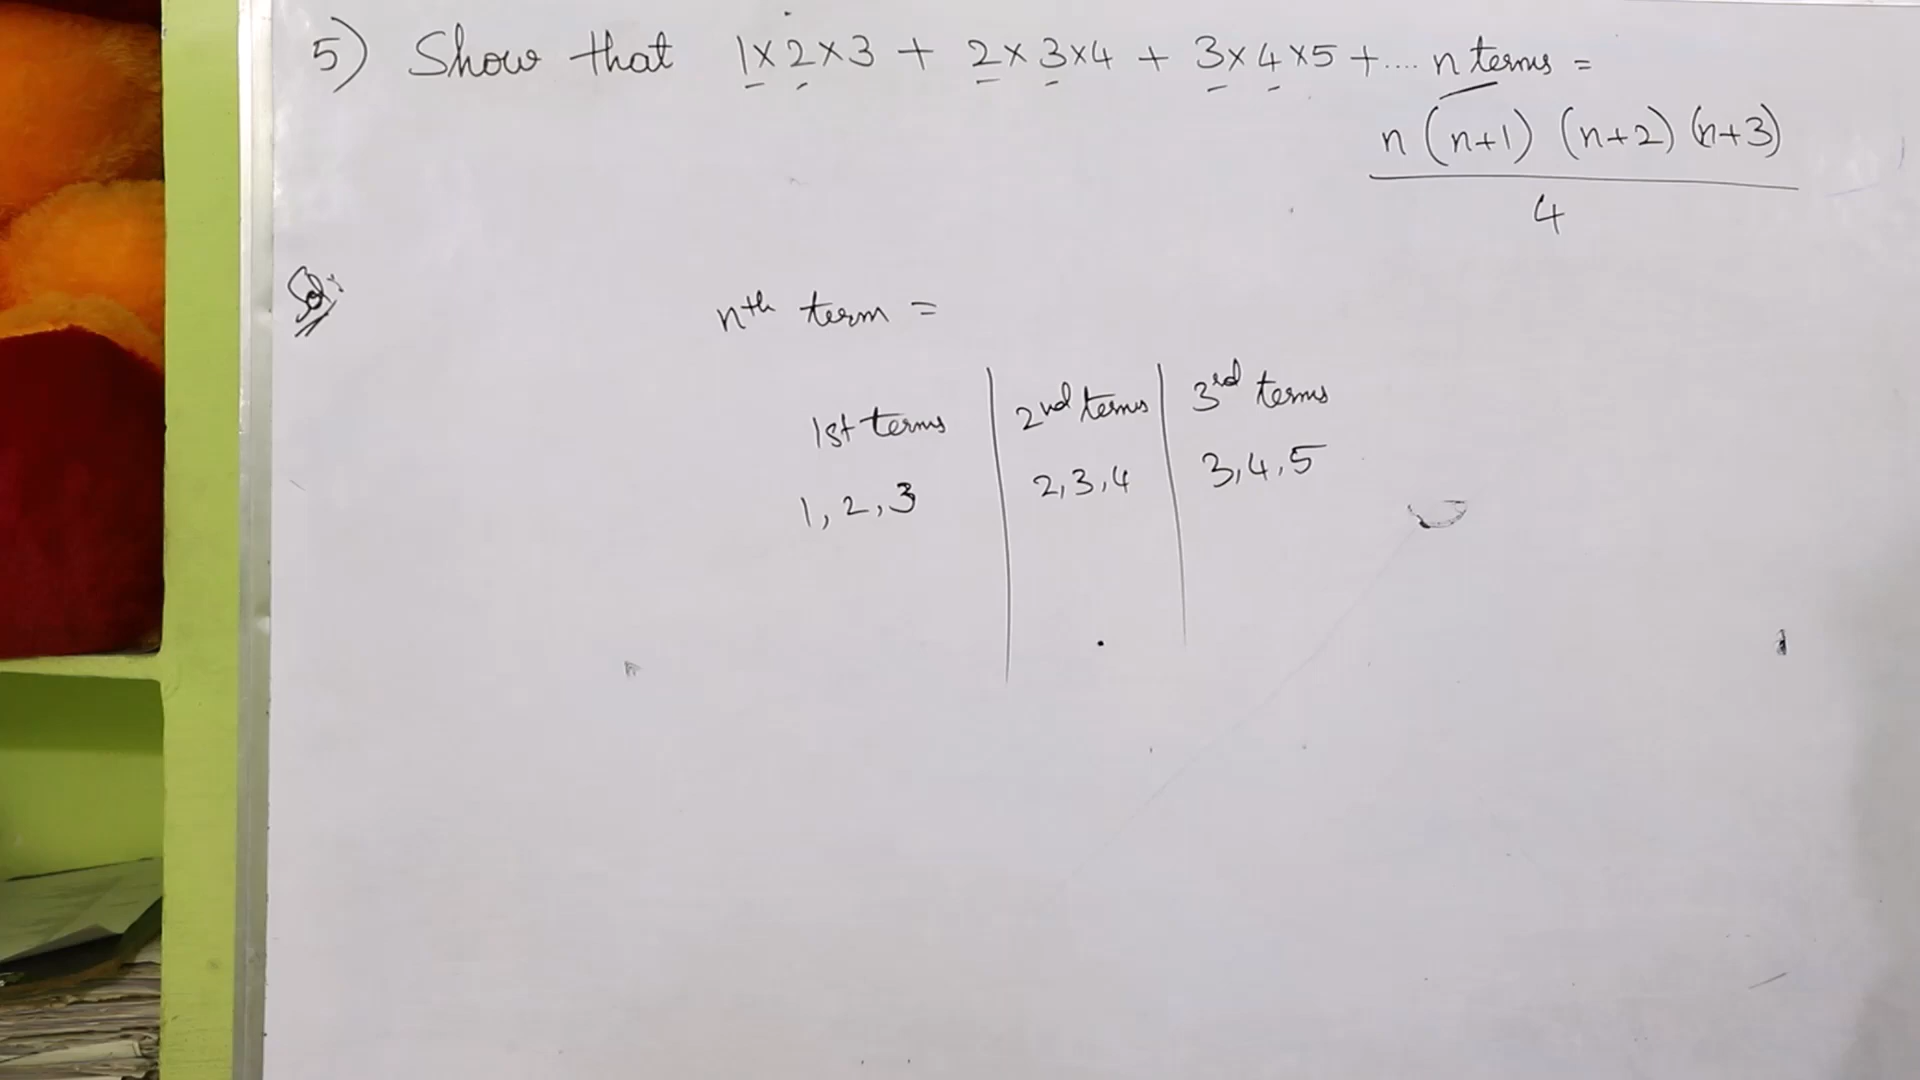 5) Show that 1×2×3 + 2×3×4 + 3×4×5 +.... n terms =
n (n+1) (n+2) (n+3)
4
Sol:
nth term =
1st terms | 2nd terms | 3rd terms
1, 2, 3 | 2, 3, 4 | 3, 4, 5